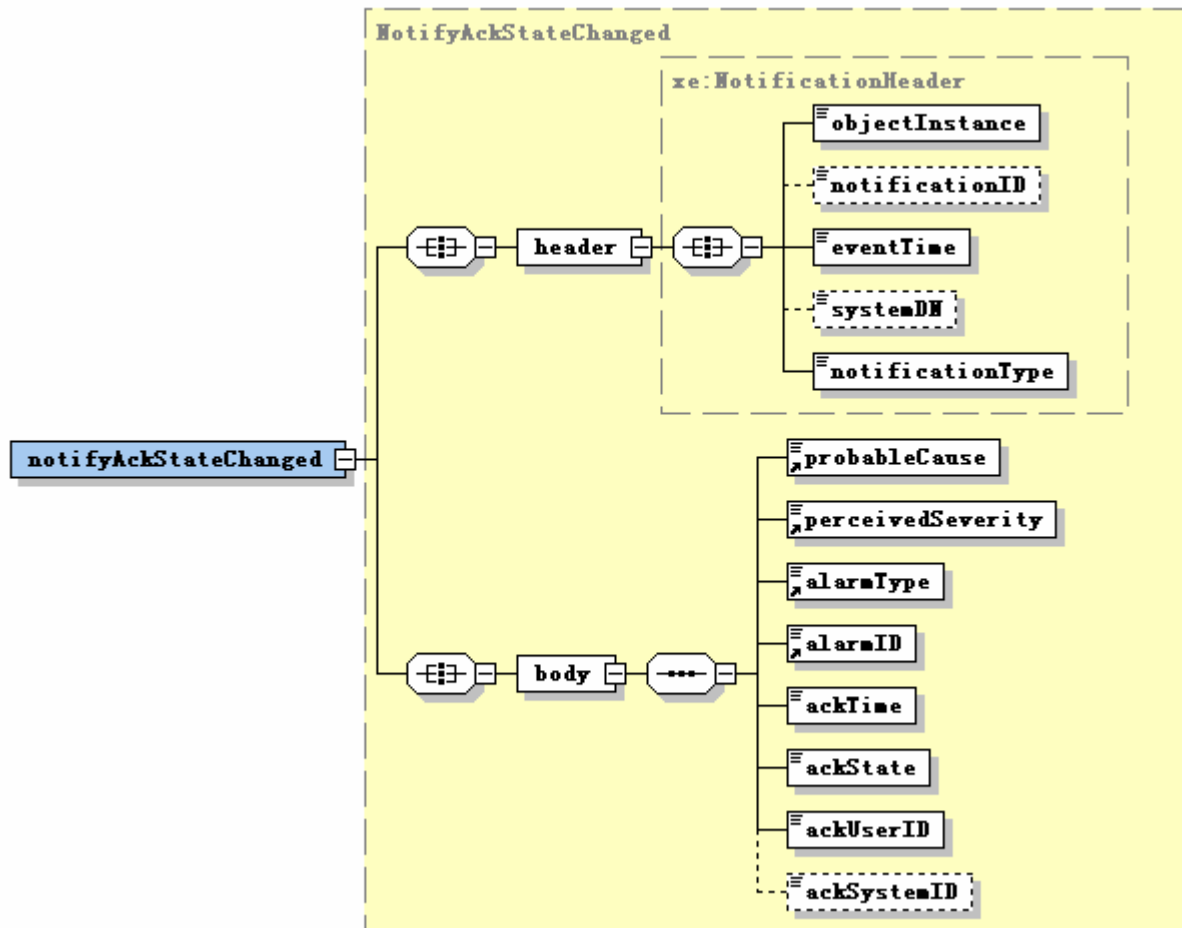 NotifyAckStateChanged
xe:NotificationHeader
objectInstance
notificationID
eventTime
systemDN
notificationType
header
notifyAckStateChanged
probableCause
perceivedSeverity
alarmType
alarmID
ackTime
ackState
ackUserID
ackSystemID
body